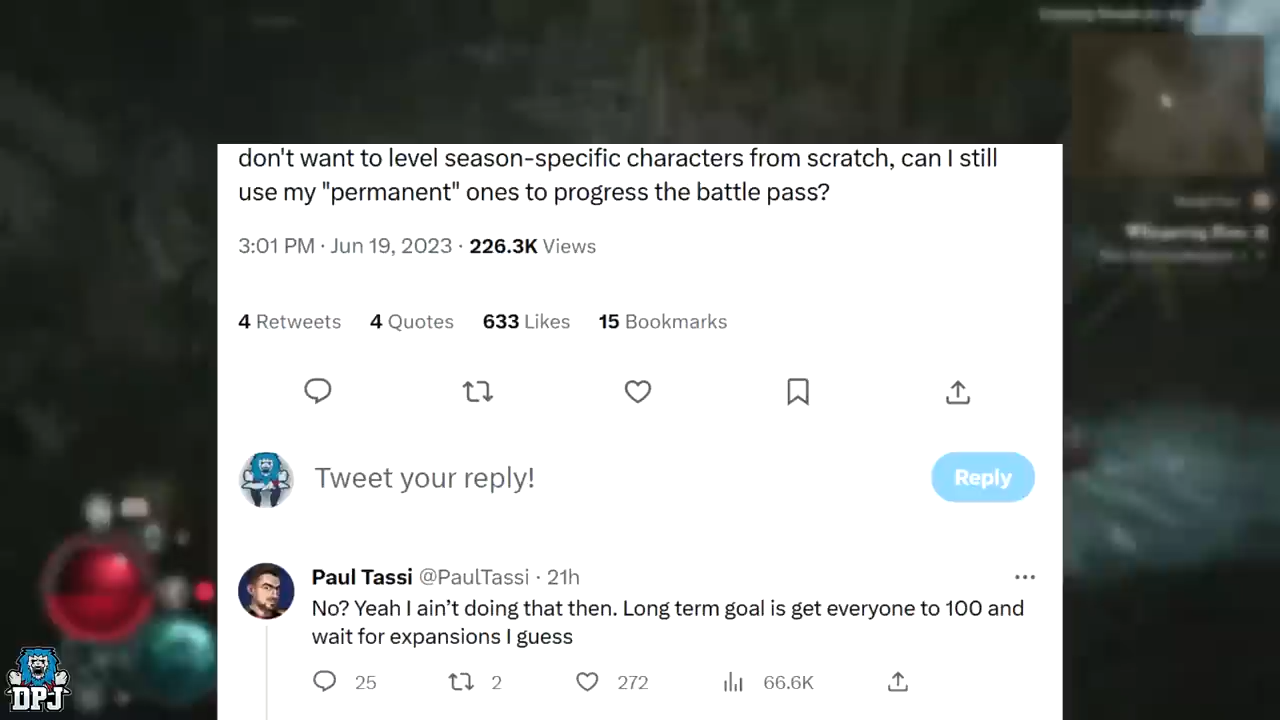 don't want to level season-specific characters from scratch, can I still
use my "permanent" ones to progress the battle pass?
3:01 PM · Jun 19, 2023 · 226.3K Views
4 Retweets 4 Quotes 633 Likes 15 Bookmarks
Tweet your reply!
Reply
Paul Tassi @PaulTassi · 21h
No? Yeah I ain’t doing that then. Long term goal is get everyone to 100 and
wait for expansions I guess
25 2 272 66.6K
DPJ